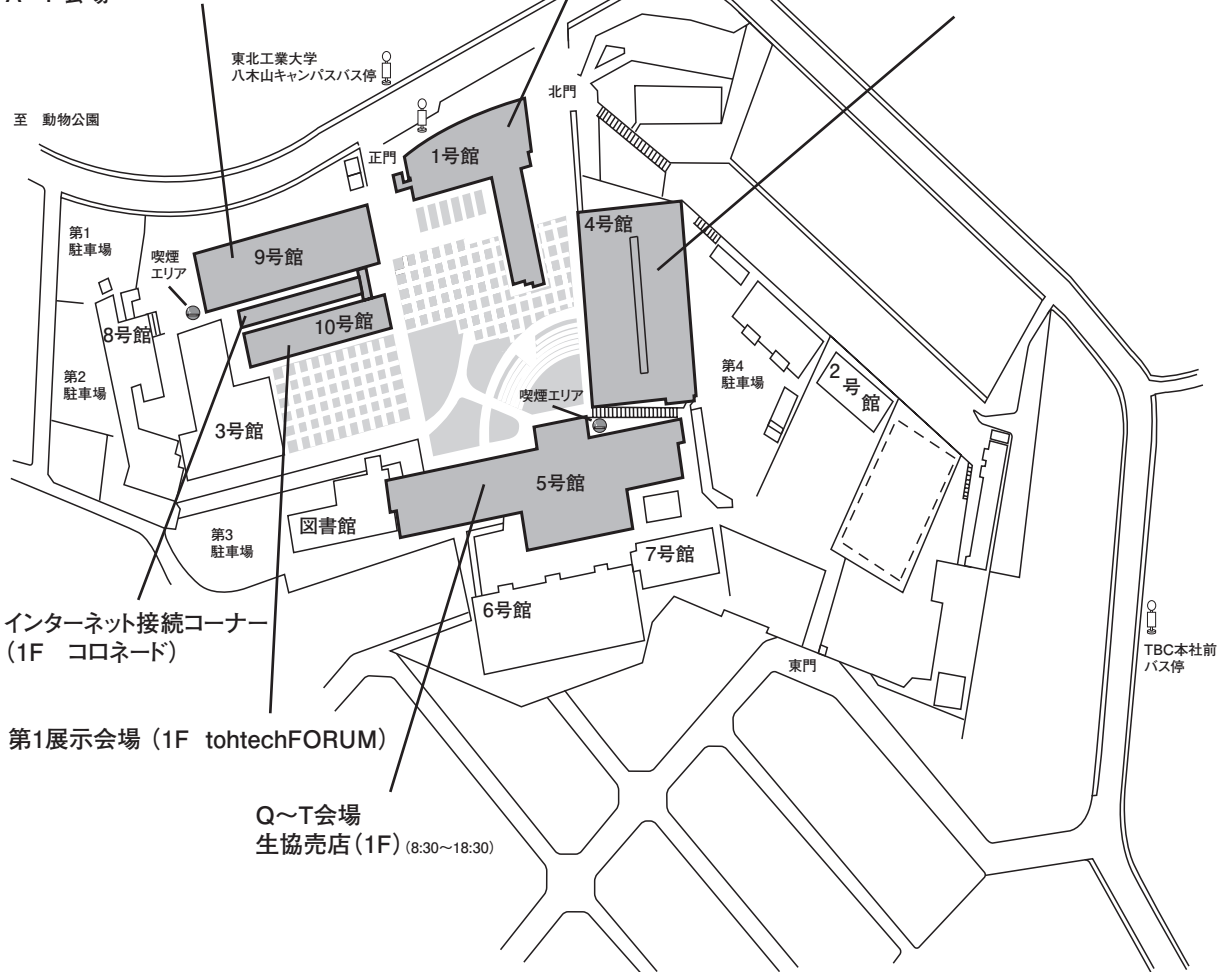 東北工業大学
八木山キャンパスバス停
至　動物公園
北門
正門
1号館
第1
駐車場
喫煙
エリア
9号館
4号館
10号館
8号館
第2
駐車場
第4
駐車場
2号館
喫煙エリア
3号館
5号館
図書館
第3
駐車場
7号館
6号館
インターネット接続コーナー
(1F　コロネード)
TBC本社前
バス停
東門
第1展示会場 (1F　tohtechFORUM)
Q～T会場
生協売店(1F) (8:30～18:30)